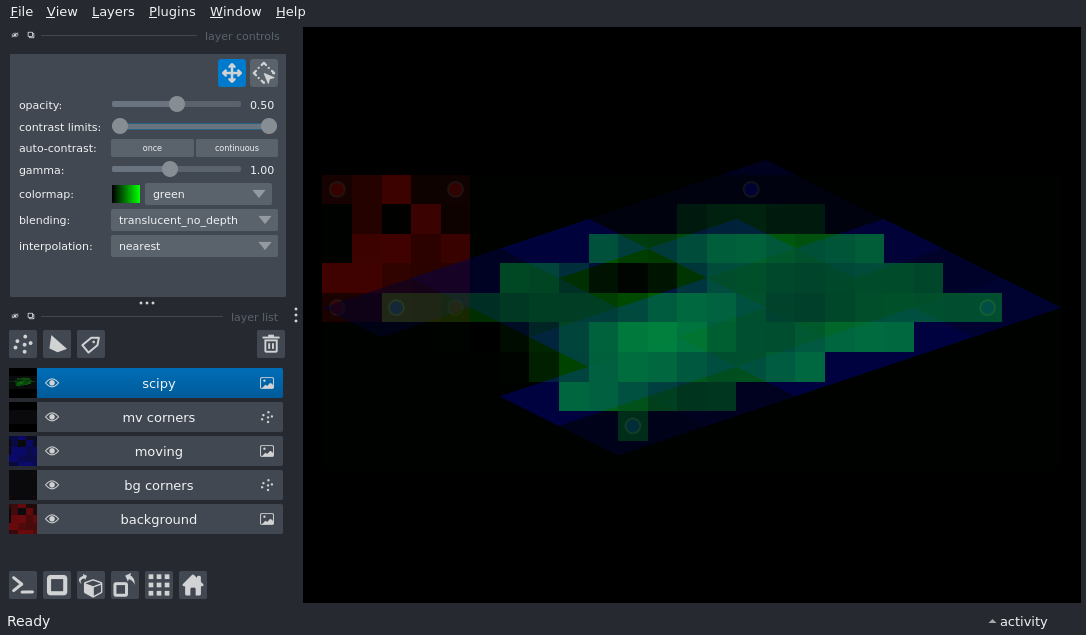 File View Layers Plugins Window Help
layer controls
opacity: 0.50
contrast limits:
auto-contrast: once continuous
gamma: 1.00
colormap: green
blending: translucent_no_depth
interpolation: nearest
layer list
scipy
mv corners
moving
bg corners
background
Ready activity